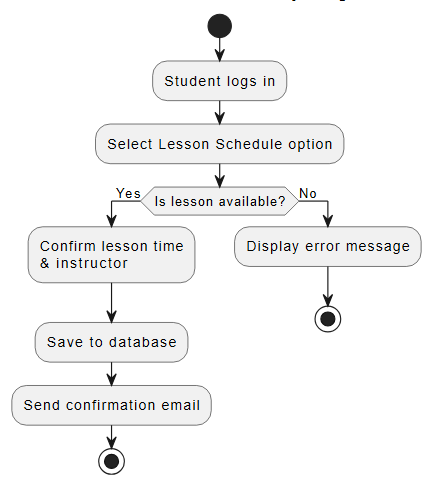 Student logs in
Select Lesson Schedule option
Yes
Is lesson available?
No
Confirm lesson time
& instructor
Display error message
Save to database
Send confirmation email